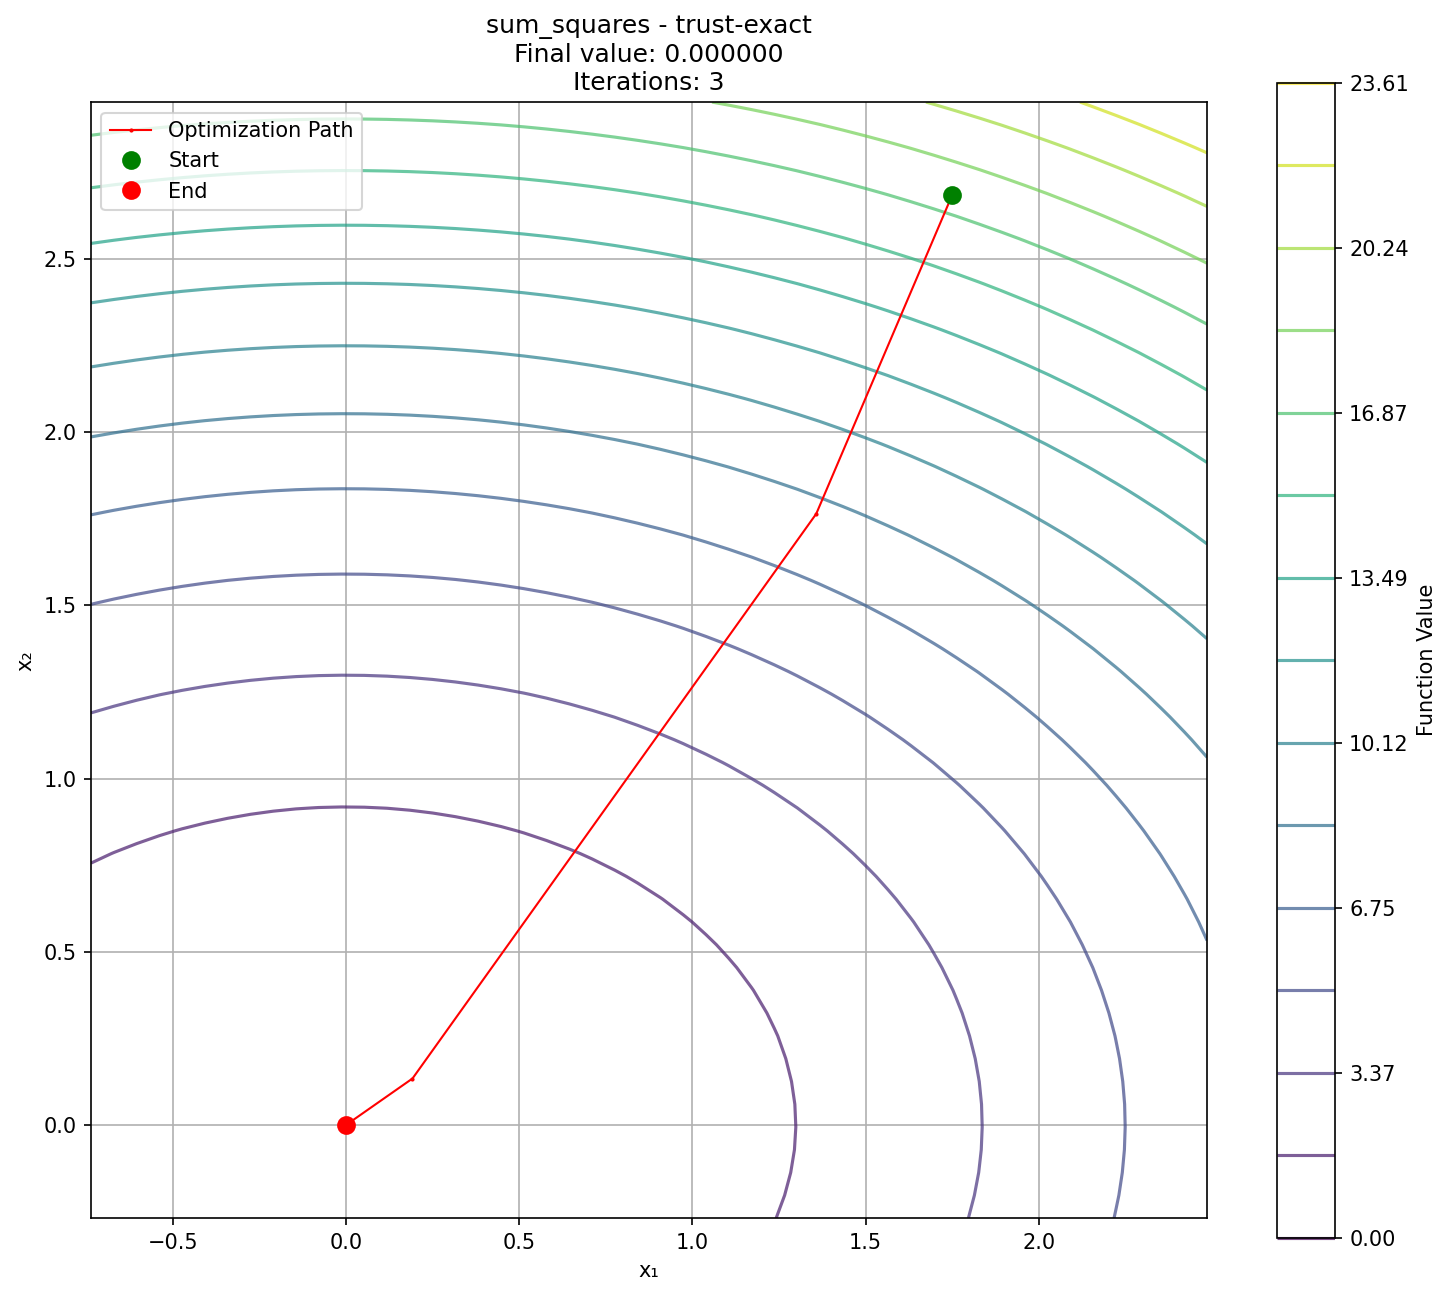 sum_squares - trust-exact
Final value: 0.000000
Iterations: 3
Optimization Path
Start
End
2.5
2.0
1.5
1.0
0.5
0.0
x₂
−0.5
0.0
0.5
1.0
1.5
2.0
x₁
23.61
20.24
16.87
13.49
10.12
6.75
3.37
0.00
Function Value